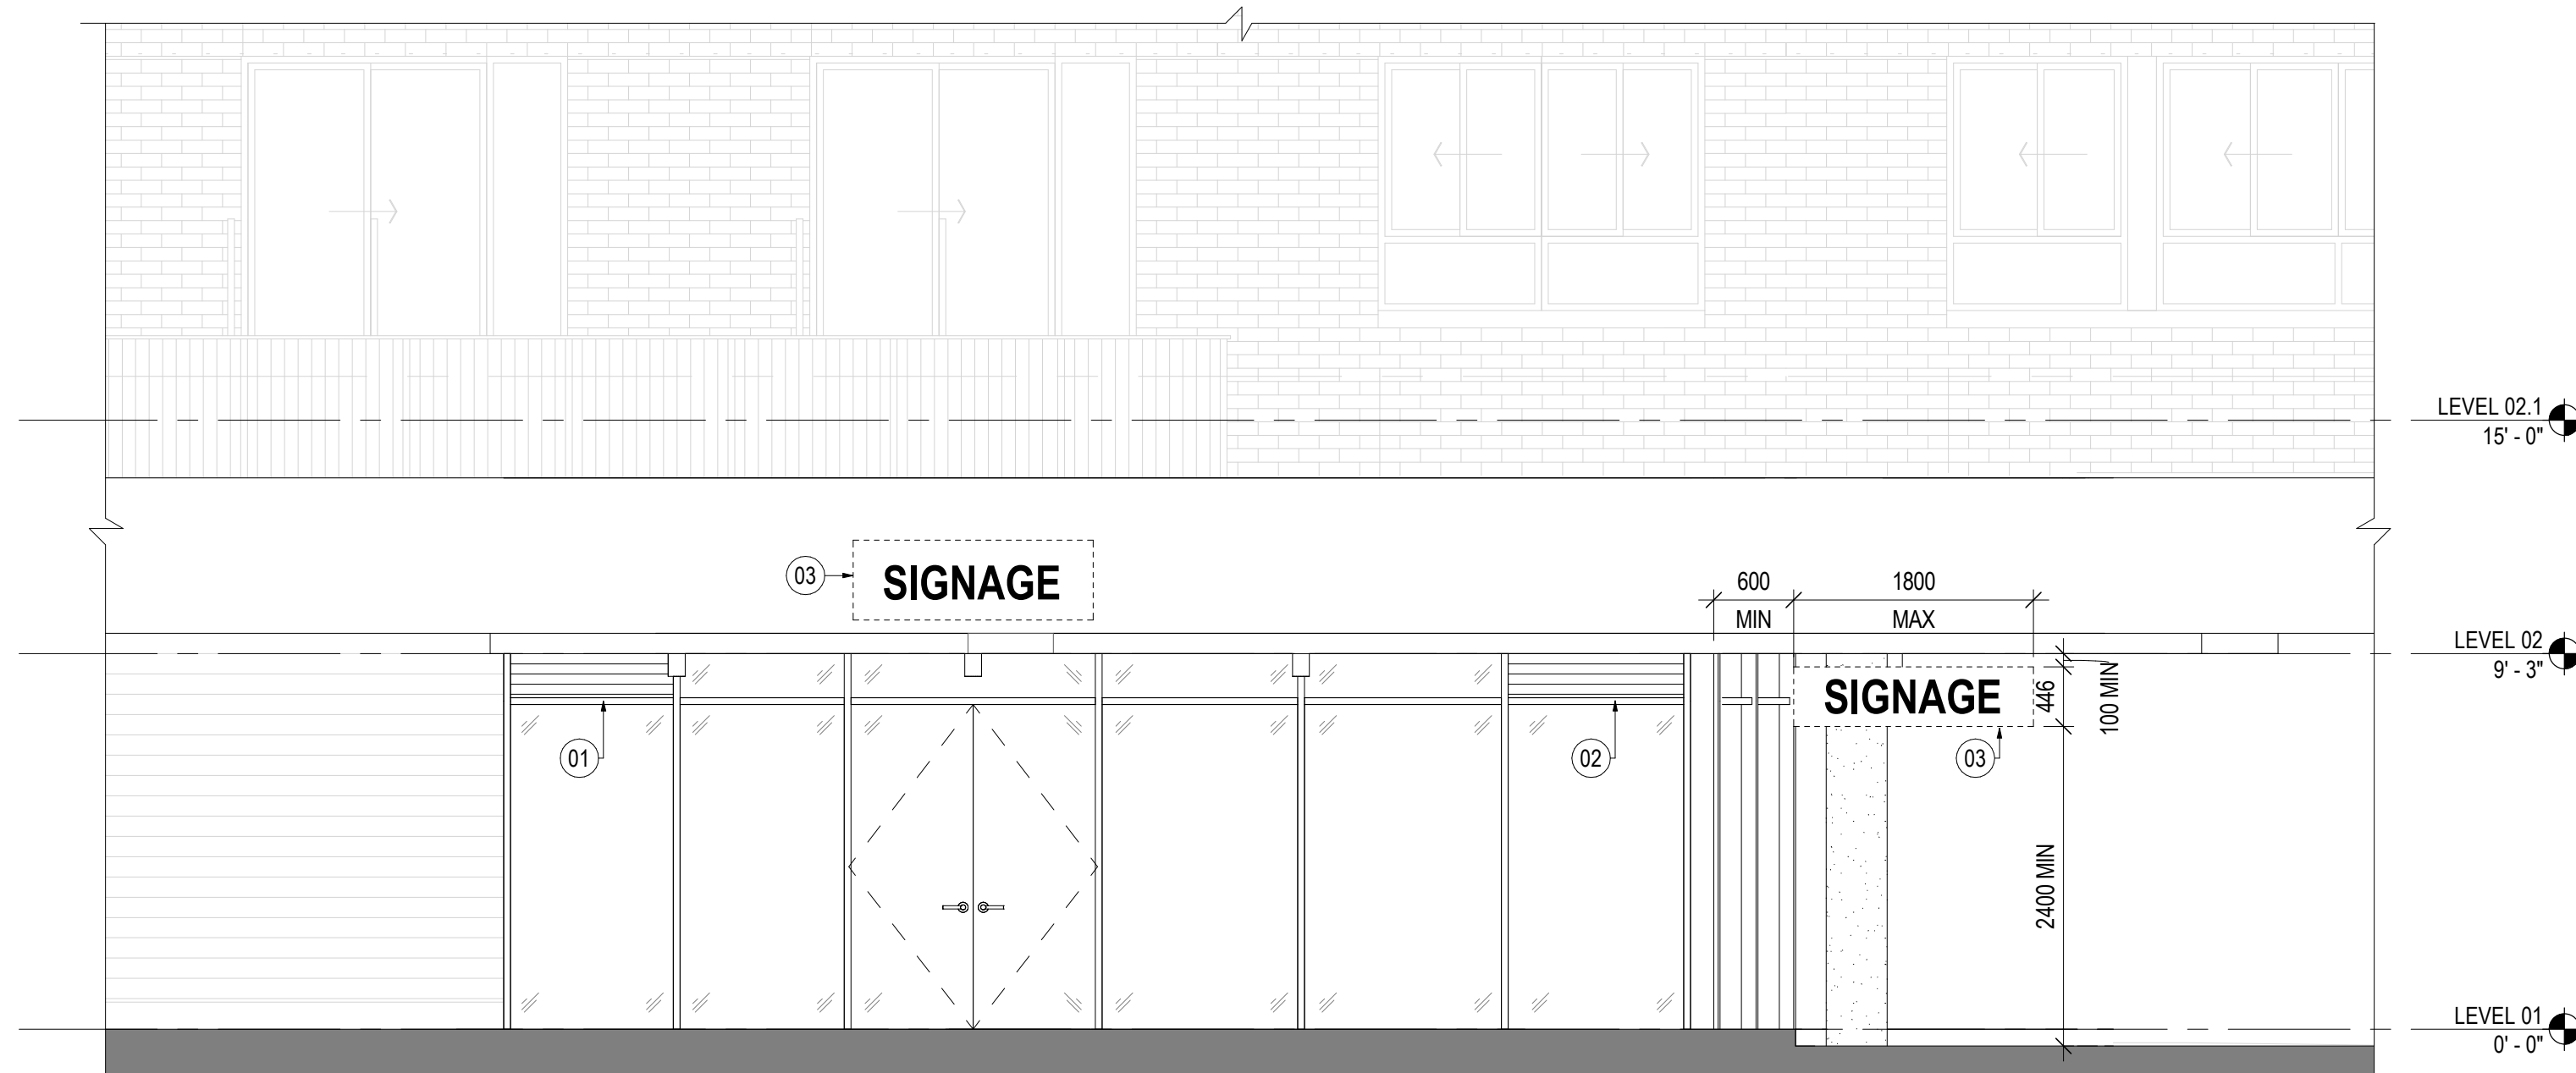 LEVEL 02.1
15' - 0"
03
SIGNAGE
600
MIN
1800
MAX
LEVEL 02
9' - 3"
SIGNAGE
446
100 MIN
01
02
03
2400 MIN
LEVEL 01
0' - 0"